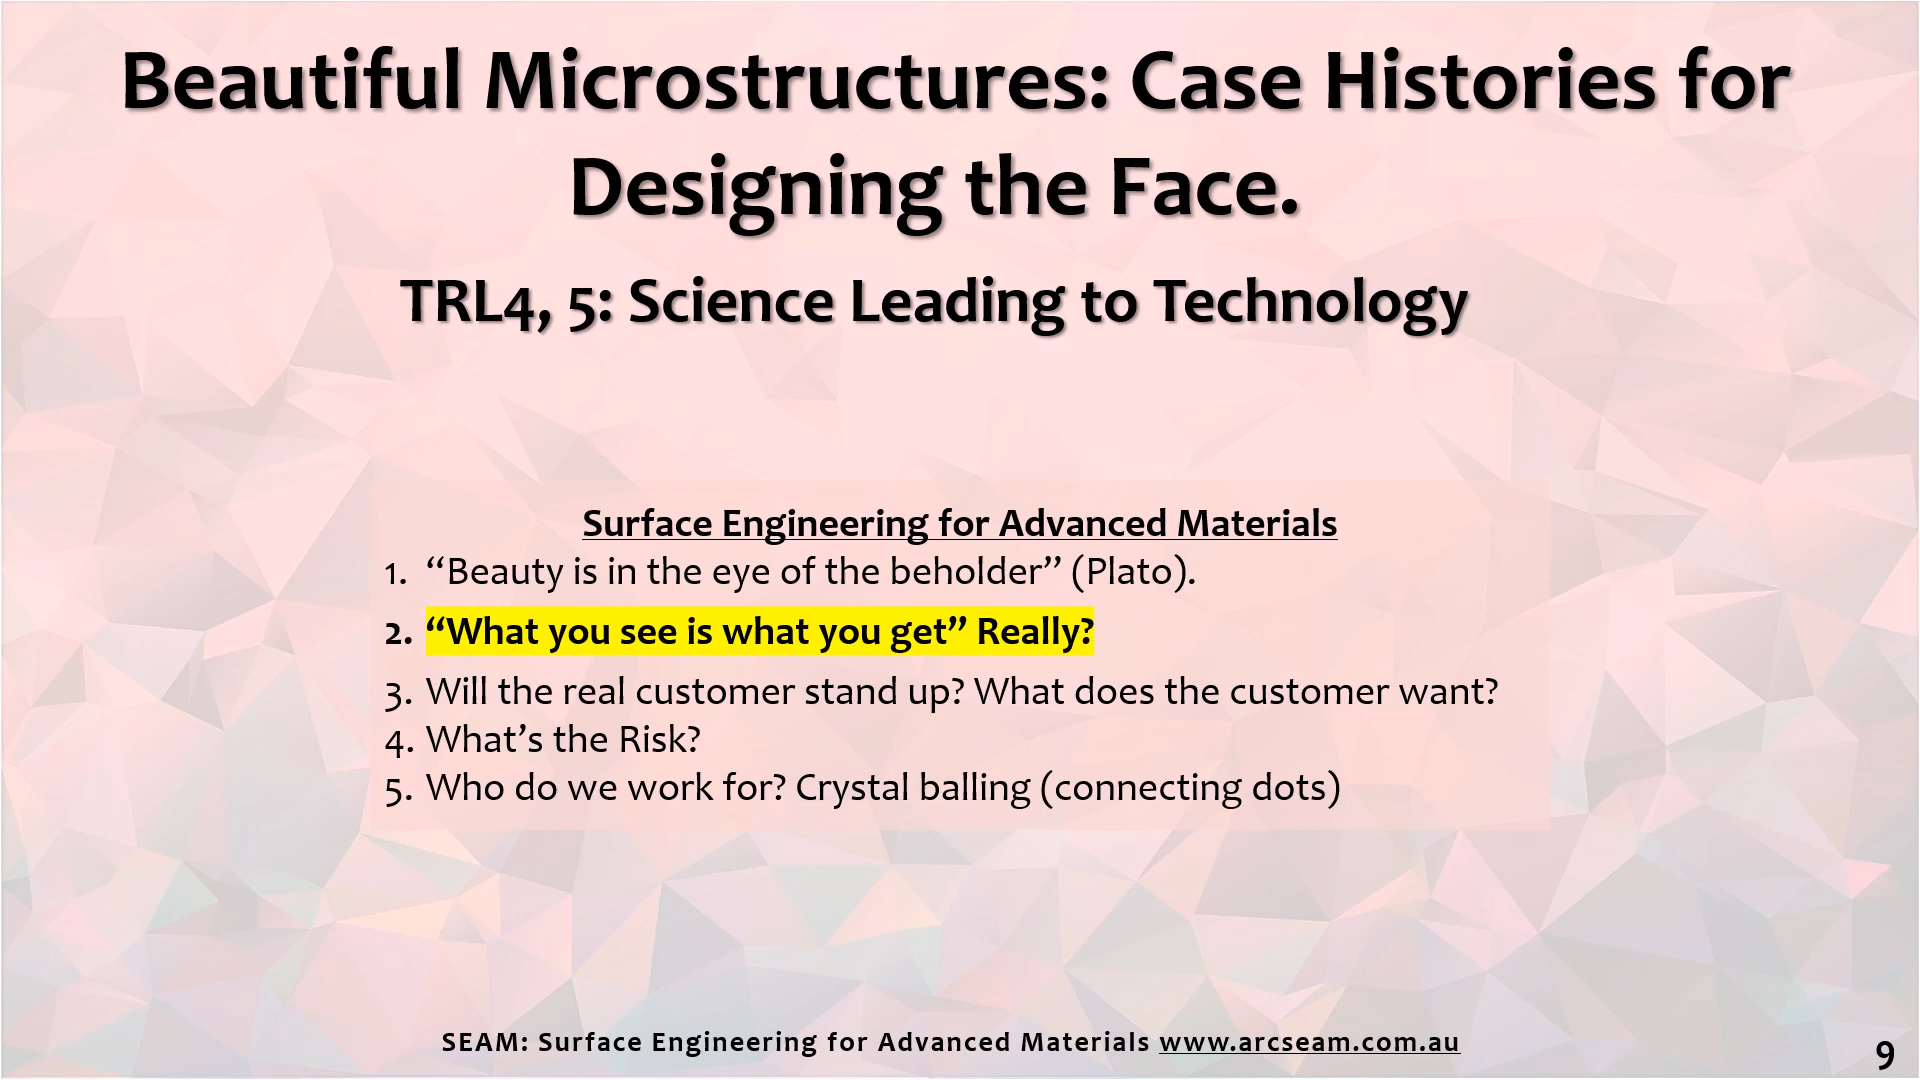 Beautiful Microstructures: Case Histories for
Designing the Face.
TRL4, 5: Science Leading to Technology
Surface Engineering for Advanced Materials
1. “Beauty is in the eye of the beholder” (Plato).
2. “What you see is what you get” Really?
3. Will the real customer stand up? What does the customer want?
4. What’s the Risk?
5. Who do we work for? Crystal balling (connecting dots)
SEAM: Surface Engineering for Advanced Materials www.arcseam.com.au
9